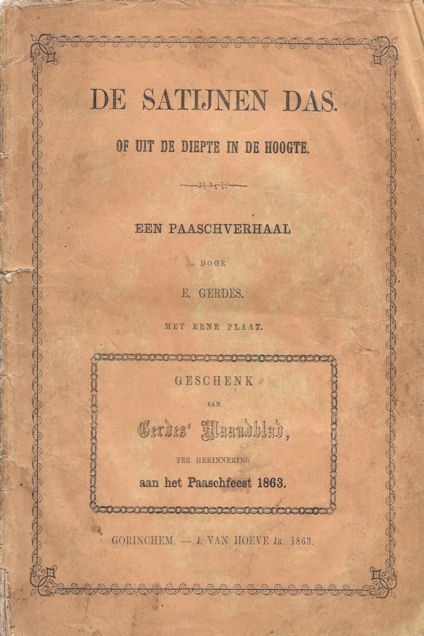 DE SATIJNEN DAS.
OF UIT DE DIEPTE IN DE HOOGTE.
EEN PAASCHVERHAAL
DOOR
E. GERDES.
MET EENE PLAAT.
GESCHENK
VAN
Gerdes' Maandblad,
TER HERINNERING
aan het Paaschfeest 1863.
GORINCHEM. — J. VAN HOEVE JR. 1863.